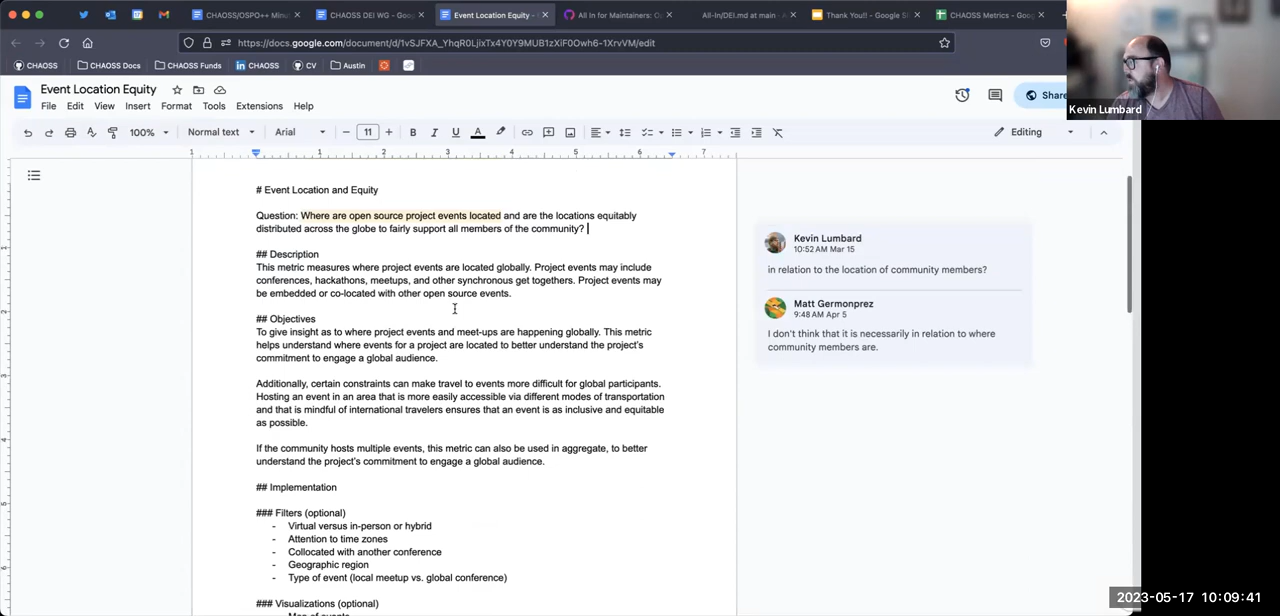 CHAOSS/OSPO++ Minu
CHAOSS DEI WG - Goo
Event Location Equity -
All In for Maintainers: O
All-In/DEI.md at main · A
Thank You!! - Google Sl
CHAOSS Metrics - Goog
https://docs.google.com/document/d/1vSJFXA_YhqR0LjixTx4Y0Y9MUB1zXiF0Owh6-1XrvVM/edit
CHAOSS
CHAOSS Docs
CHAOSS Funds
CHAOSS
CV
Austin
Event Location Equity
File Edit View Insert Format Tools Extensions Help
Share
Kevin Lumbard
100% Normal text Arial 11 Editing
1 1 2 3 4 5 6 7
# Event Location and Equity
Question: Where are open source project events located and are the locations equitably
distributed across the globe to fairly support all members of the community?
## Description
This metric measures where project events are located globally. Project events may include
conferences, hackathons, meetups, and other synchronous get togethers. Project events may
be embedded or co-located with other open source events.
## Objectives
To give insight as to where project events and meet-ups are happening globally. This metric
helps understand where events for a project are located to better understand the project's
commitment to engage a global audience.
Additionally, certain constraints can make travel to events more difficult for global participants.
Hosting an event in an area that is more easily accessible via different modes of transportation
and that is mindful of international travelers ensures that an event is as inclusive and equitable
as possible.
If the community hosts multiple events, this metric can also be used in aggregate, to better
understand the project's commitment to engage a global audience.
## Implementation
### Filters (optional)
- Virtual versus in-person or hybrid
- Attention to time zones
- Collocated with another conference
- Geographic region
- Type of event (local meetup vs. global conference)
### Visualizations (optional)
Kevin Lumbard
10:52 AM Mar 15
in relation to the location of community members?
Matt Germonprez
9:48 AM Apr 5
I don't think that it is necessarily in relation to where
community members are.
2023-05-17 10:09:41